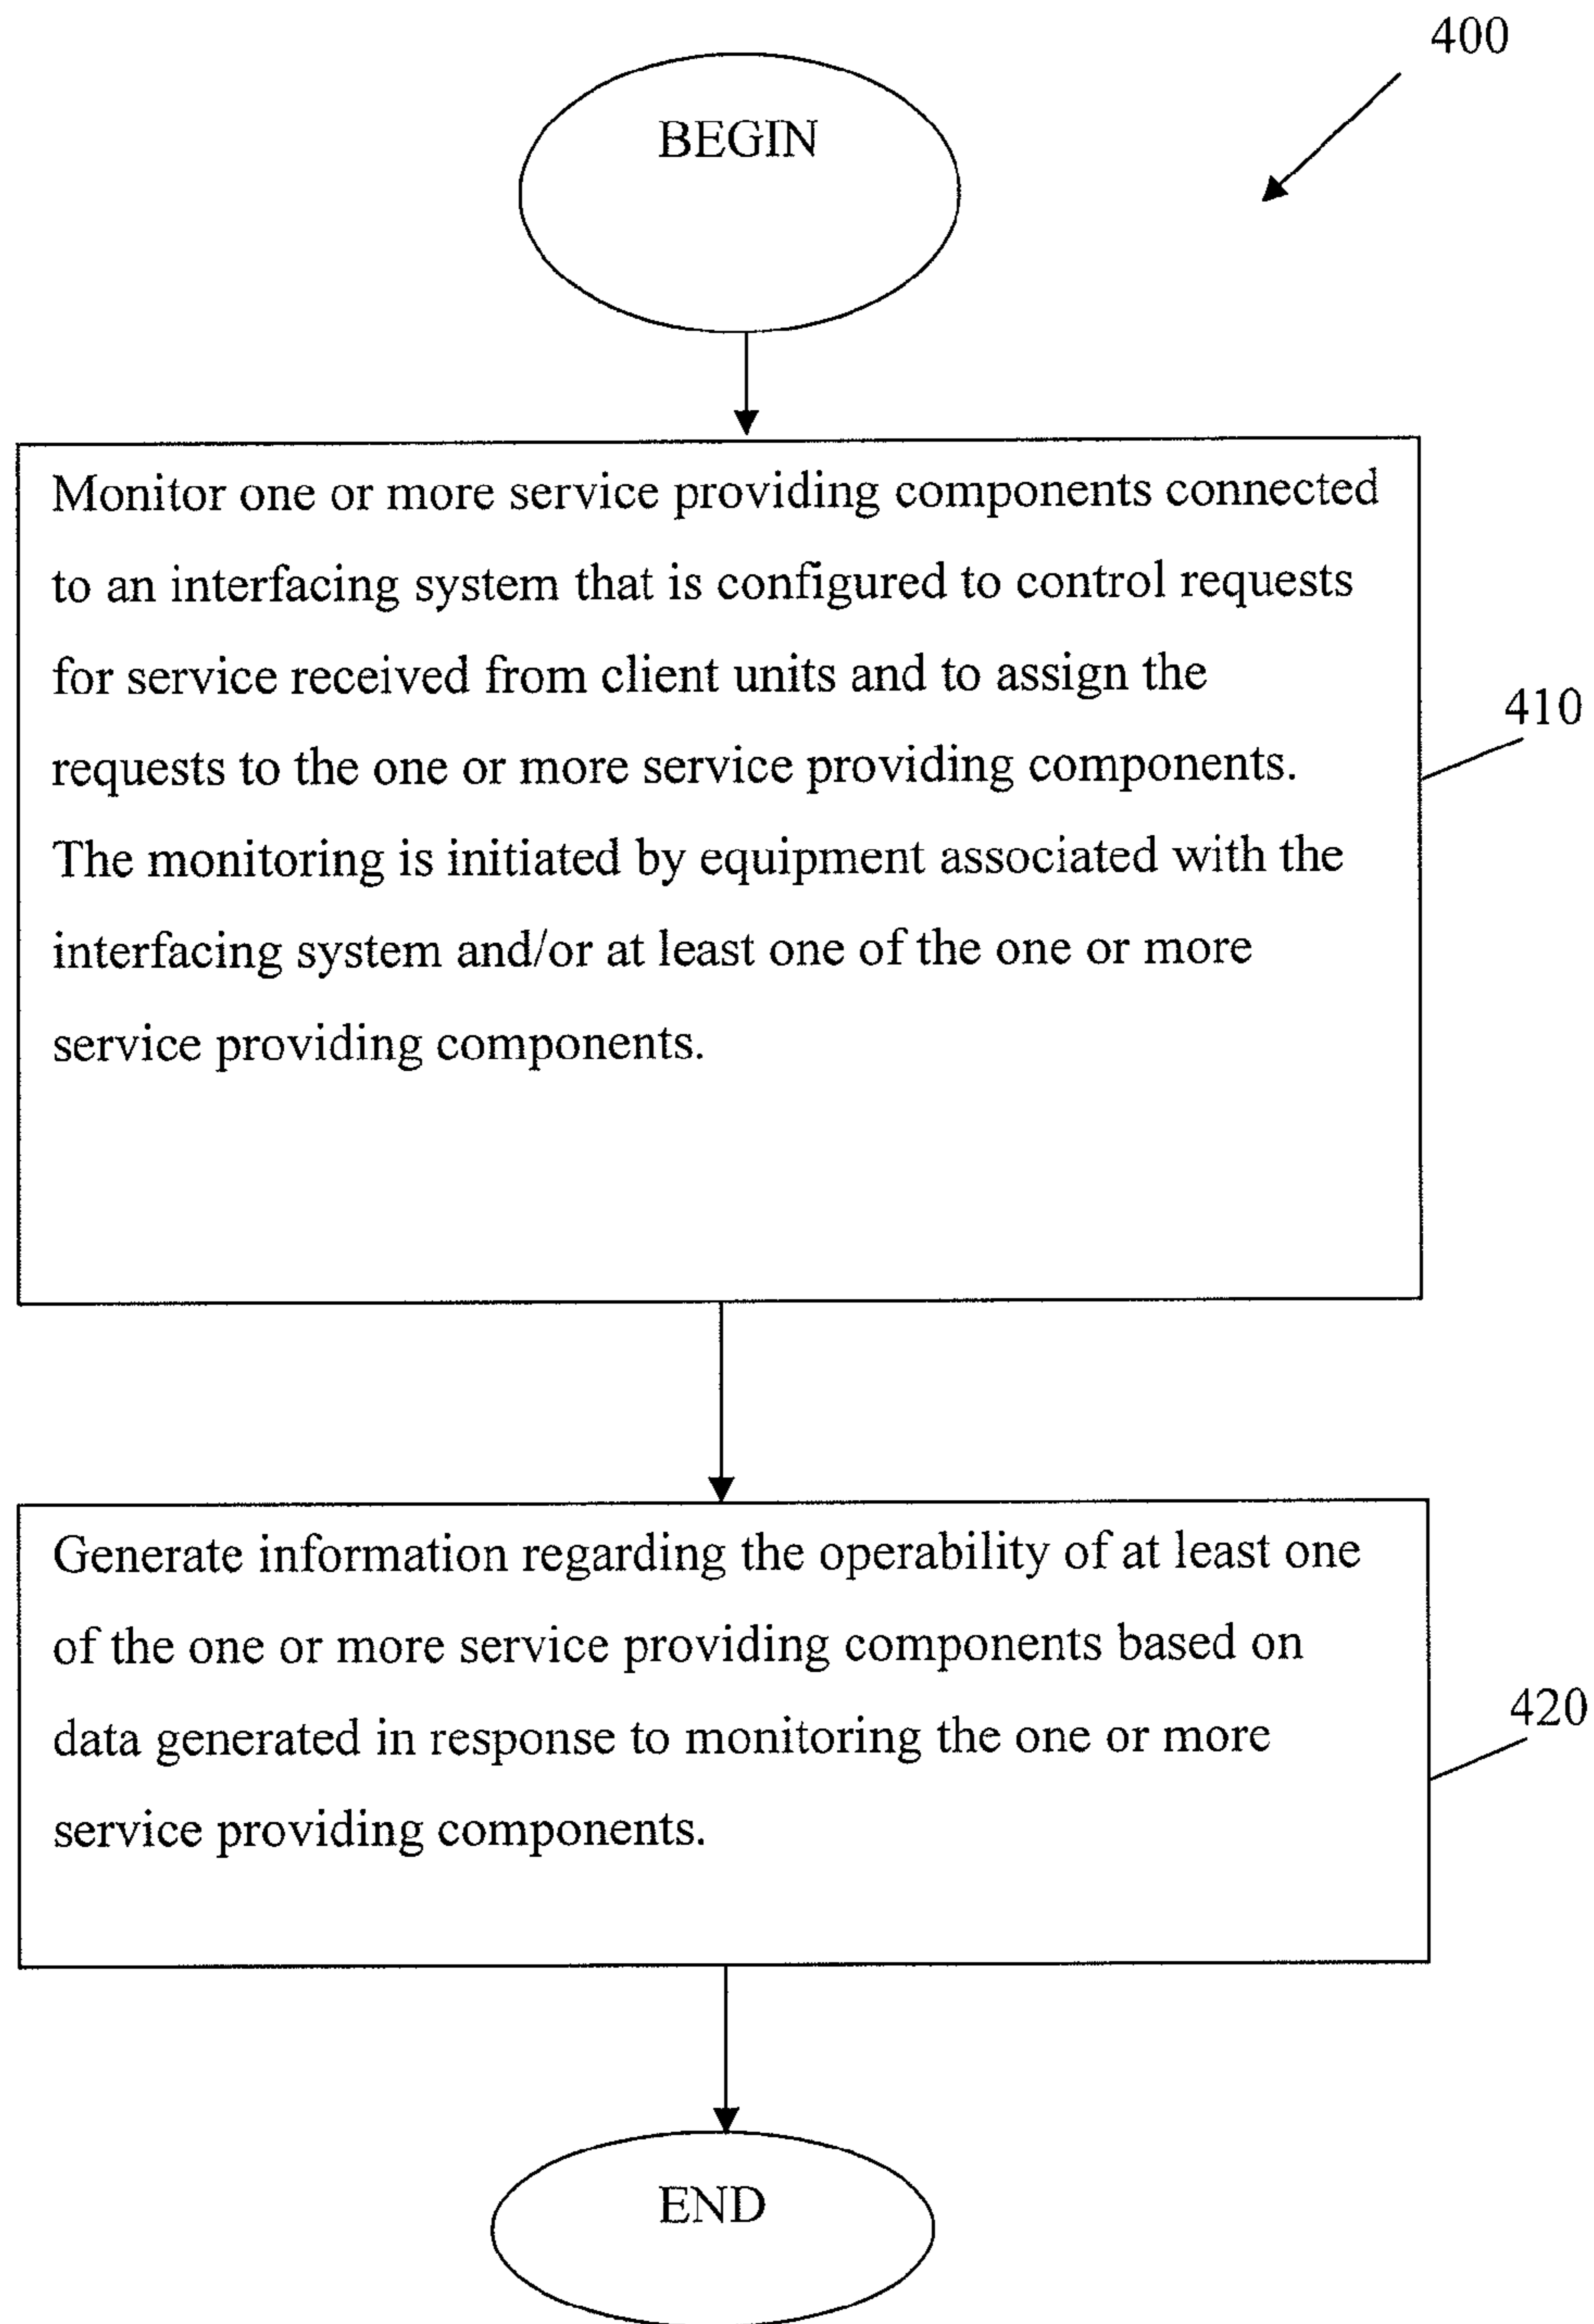 400
BEGIN
Monitor one or more service providing components connected
to an interfacing system that is configured to control requests
for service received from client units and to assign the
requests to the one or more service providing components.
The monitoring is initiated by equipment associated with the
interfacing system and/or at least one of the one or more
service providing components.
410
Generate information regarding the operability of at least one
of the one or more service providing components based on
data generated in response to monitoring the one or more
service providing components.
420
END